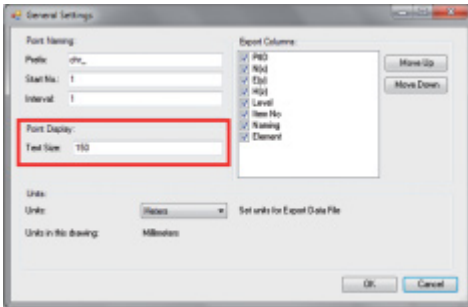 General Settings
Point Naming:
Prefix: chr_
Start No.: 1
Interval: 1
Point Display:
Text Size: 150
Export Columns:
N(x)
E(y)
H(z)
Level
Item No
Naming
Element
Move Up
Move Down
Units:
Units: Meters Set units for Export Data File
Units in this drawing: Millimeters
OK Cancel